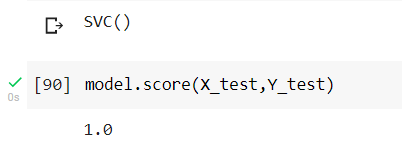 SVC()
[90] model.score(X_test,Y_test)
0s
1.0